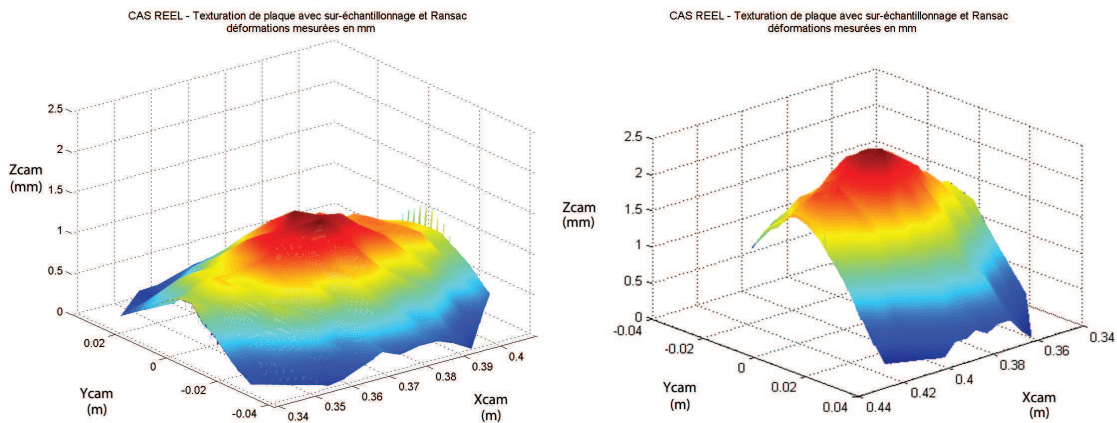 CAS REEL - Texturation de plaque avec sur-échantillonnage et Ransac
déformations mesurées en mm
2.5
2
1.5
1
0.5
0
Zcam
(mm)
0.02
0
-0.02
-0.04
Ycam
(m)
0.34
0.35
0.36
0.37
0.38
0.39
0.4
Xcam
(m)
CAS REEL - Texturation de plaque avec sur-échantillonnage et Ransac
déformations mesurées en mm
2.5
2
1.5
1
0.5
0
Zcam
(mm)
-0.04
-0.02
0
0.02
0.04
Ycam
(m)
0.44
0.42
0.4
0.38
0.36
0.34
Xcam
(m)